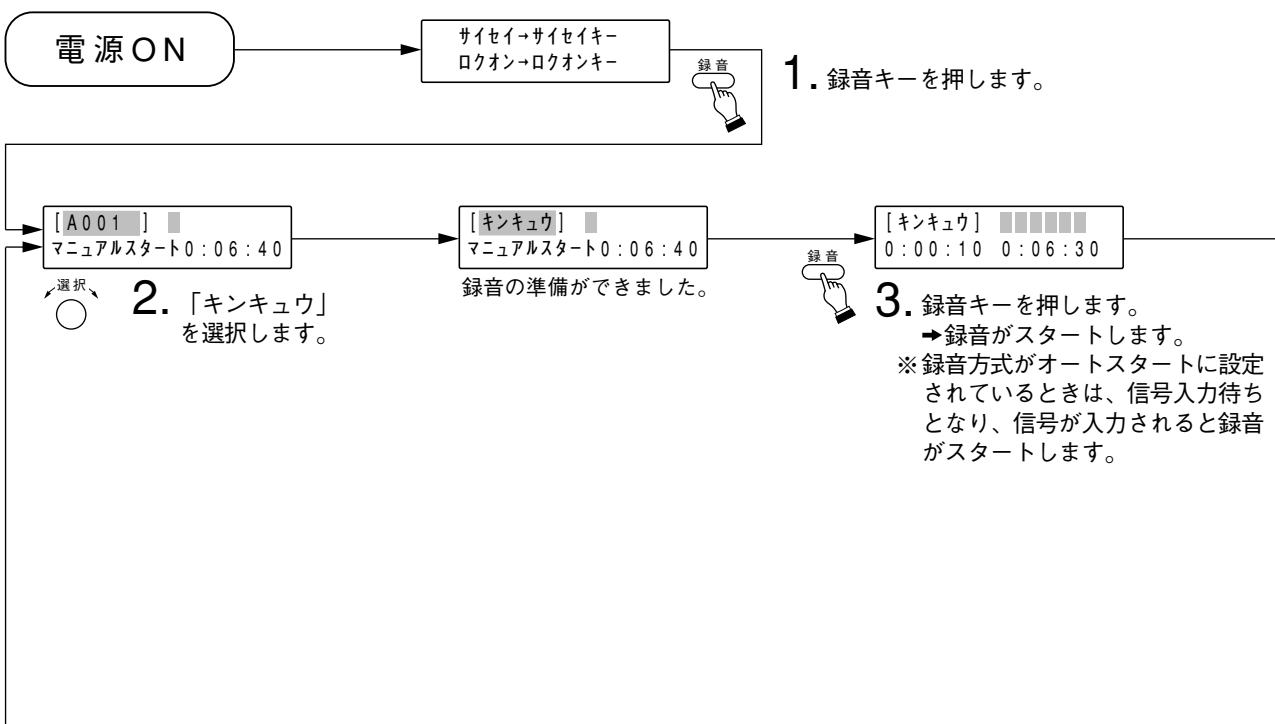 電源ON
サイセイ→サイセイキー
ロクオン→ロクオンキー
録音
1. 録音キーを押します。
[A001 ]
マニュアルスタート0:06:40
選択
2. 「キンキュウ」
を選択します。
[キンキュウ]
マニュアルスタート0:06:40
録音の準備ができました。
録音
[キンキュウ]
0:00:10 0:06:30
3. 録音キーを押します。
➡録音がスタートします。
※録音方式がオートスタートに設定
されているときは、信号入力待ち
となり、信号が入力されると録音
がスタートします。